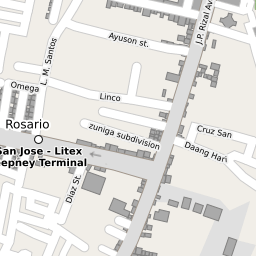 J.P. Rizal Av
Ayuson st.
L. M. Santos
Omega
Linco
Rosario
zuniga subdivision
Cruz San
San Jose - Litex
eepney Terminal
Daang Hari
Diaz St.